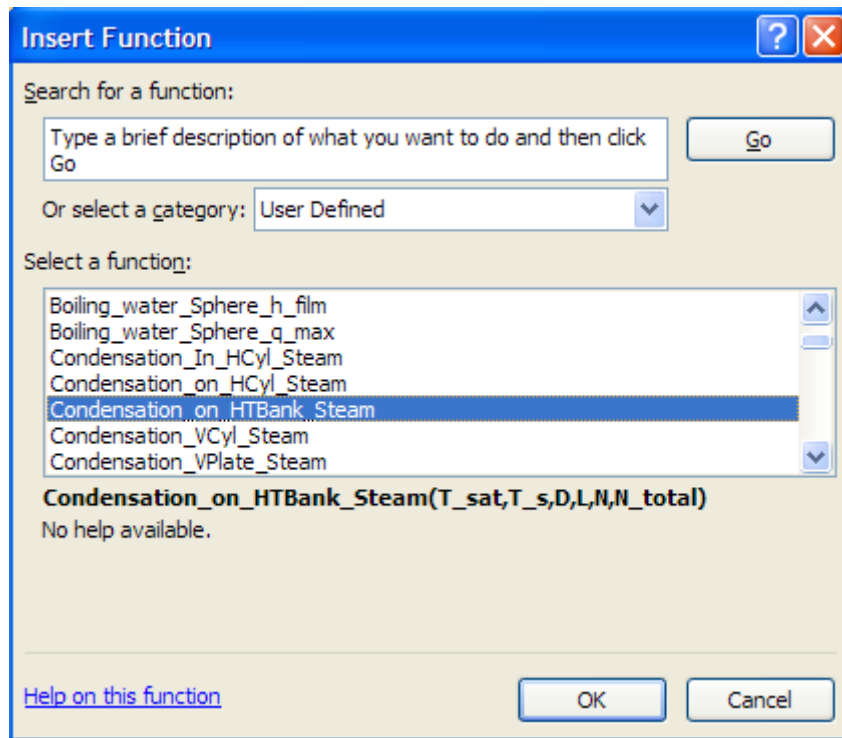 Insert Function
Search for a function:
Type a brief description of what you want to do and then click
Go
Go
Or select a category: User Defined
Select a function:
Boiling_water_Sphere_h_film
Boiling_water_Sphere_q_max
Condensation_In_HCyl_Steam
Condensation_on_HCyl_Steam
Condensation_on_HTBank_Steam
Condensation_VCyl_Steam
Condensation_VPlate_Steam
Condensation_on_HTBank_Steam(T_sat,T_s,D,L,N,N_total)
No help available.
Help on this function
OK
Cancel